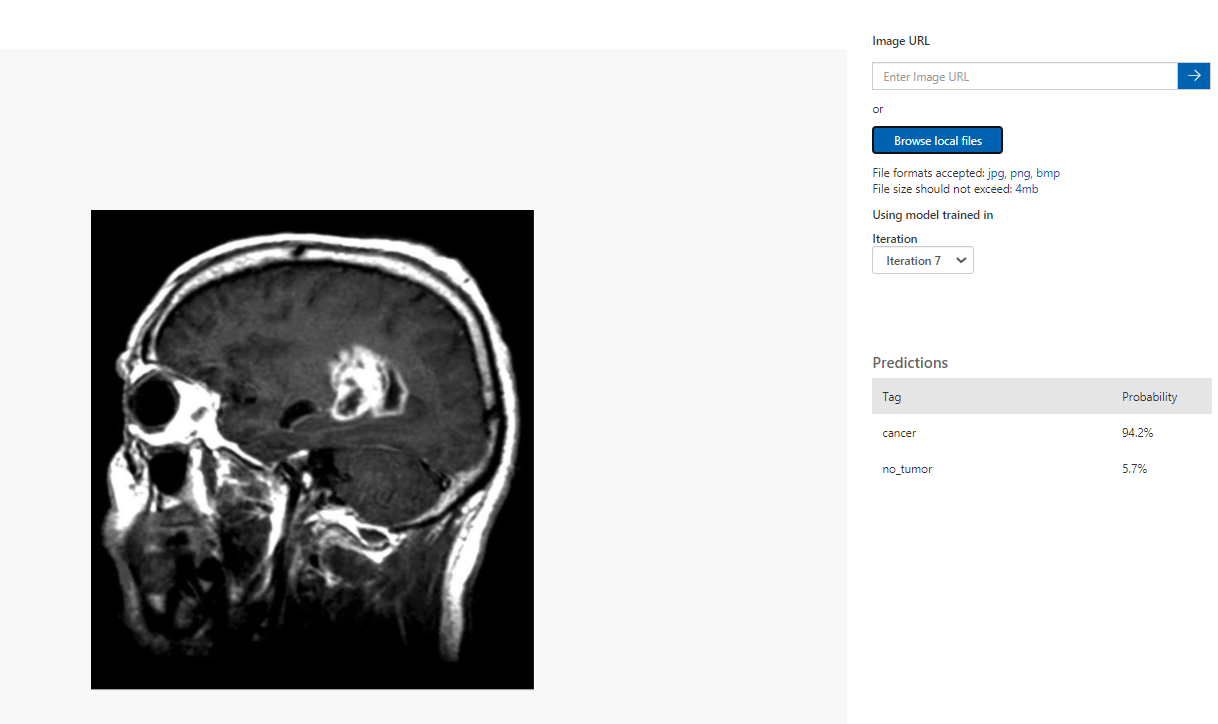 Image URL
Enter Image URL
or
Browse local files
File formats accepted: jpg, png, bmp
File size should not exceed: 4mb
Using model trained in
Iteration
Iteration 7
Predictions
Tag Probability
cancer 94.2%
no_tumor 5.7%